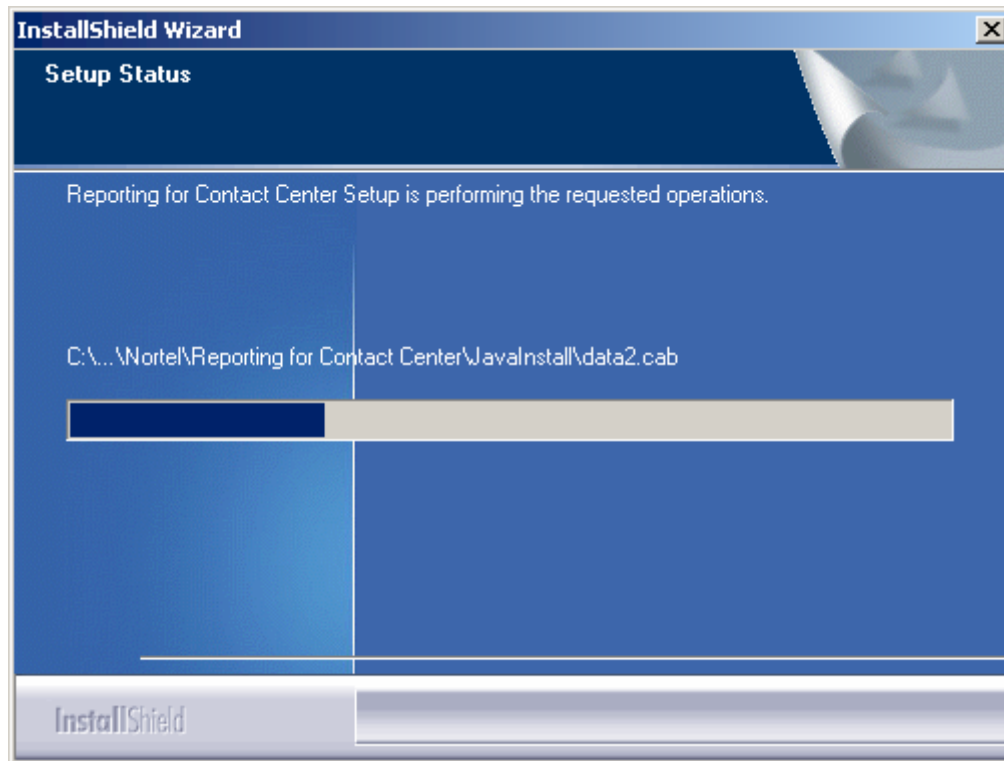 InstallShield Wizard
Setup Status
Reporting for Contact Center Setup is performing the requested operations.
C:\...\Nortel\Reporting for Contact Center\JavaInstall\data2.cab
InstallShield